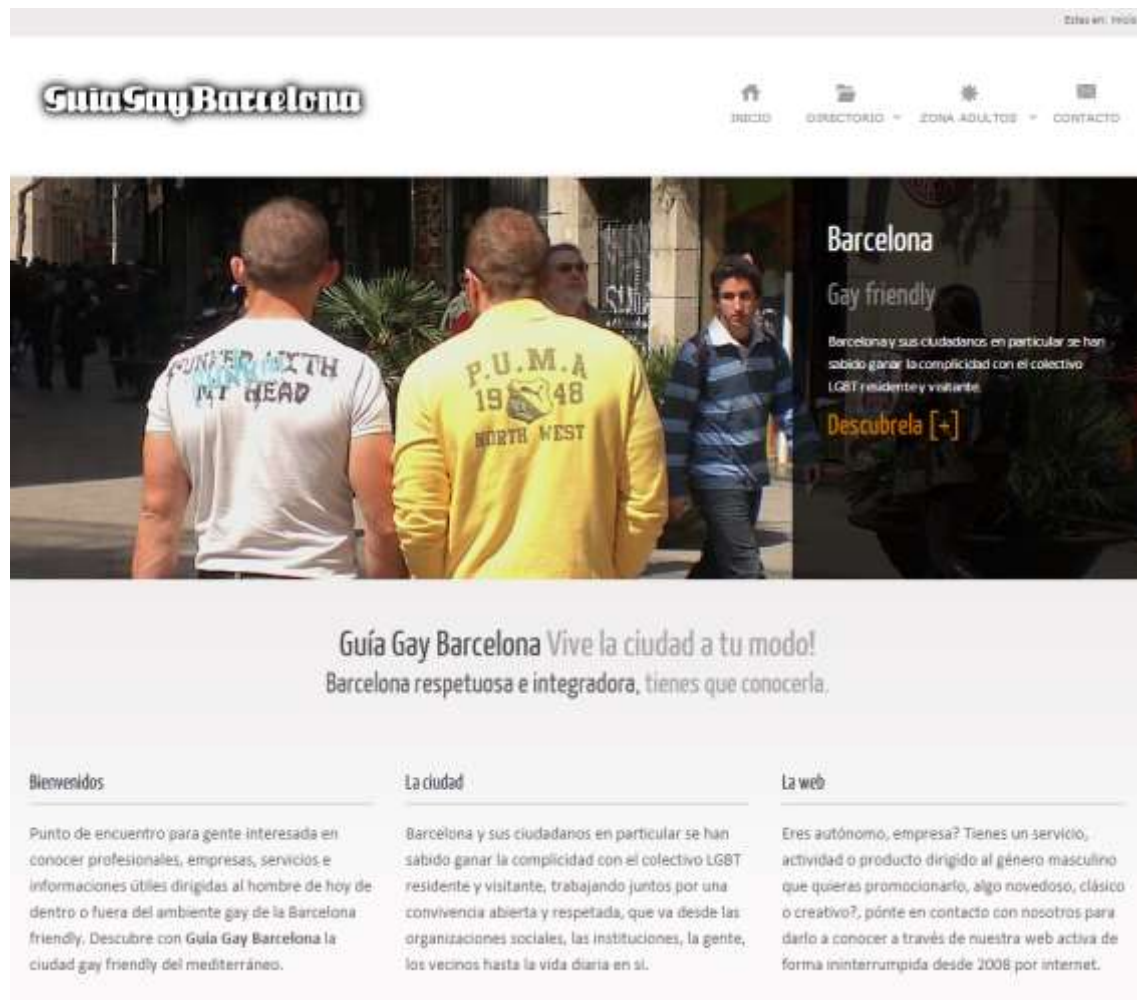 Estas en: Inicio
GuiaGayBarcelona
INICIO
DIRECTORIO
ZONA ADULTOS
CONTACTO
MY HEAD
P.U.M.A
19 48
NORTH WEST
Barcelona
Gay friendly
Barcelona y sus ciudadanos en particular se han
sabido ganar la complicidad con el colectivo
LGBT residente y visitante.
Descubrela [+]
Guía Gay Barcelona Vive la ciudad a tu modo!
Barcelona respetuosa e integradora, tienes que conocerla.
Bienvenidos
Punto de encuentro para gente interesada en
conocer profesionales, empresas, servicios e
informaciones útiles dirigidas al hombre de hoy de
dentro o fuera del ambiente gay de la Barcelona
friendly. Descubre con Guía Gay Barcelona la
ciudad gay friendly del mediterráneo.
La ciudad
Barcelona y sus ciudadanos en particular se han
sabido ganar la complicidad con el colectivo LGBT
residente y visitante, trabajando juntos por una
convivencia abierta y respetada, que va desde las
organizaciones sociales, las instituciones, la gente,
los vecinos hasta la vida diaria en si.
La web
Eres autónomo, empresa? Tienes un servicio,
actividad o producto dirigido al género masculino
que quieras promocionarlo, algo novedoso, clásico
o creativo?, pónte en contacto con nosotros para
darlo a conocer a través de nuestra web activa de
forma ininterrumpida desde 2008 por internet.